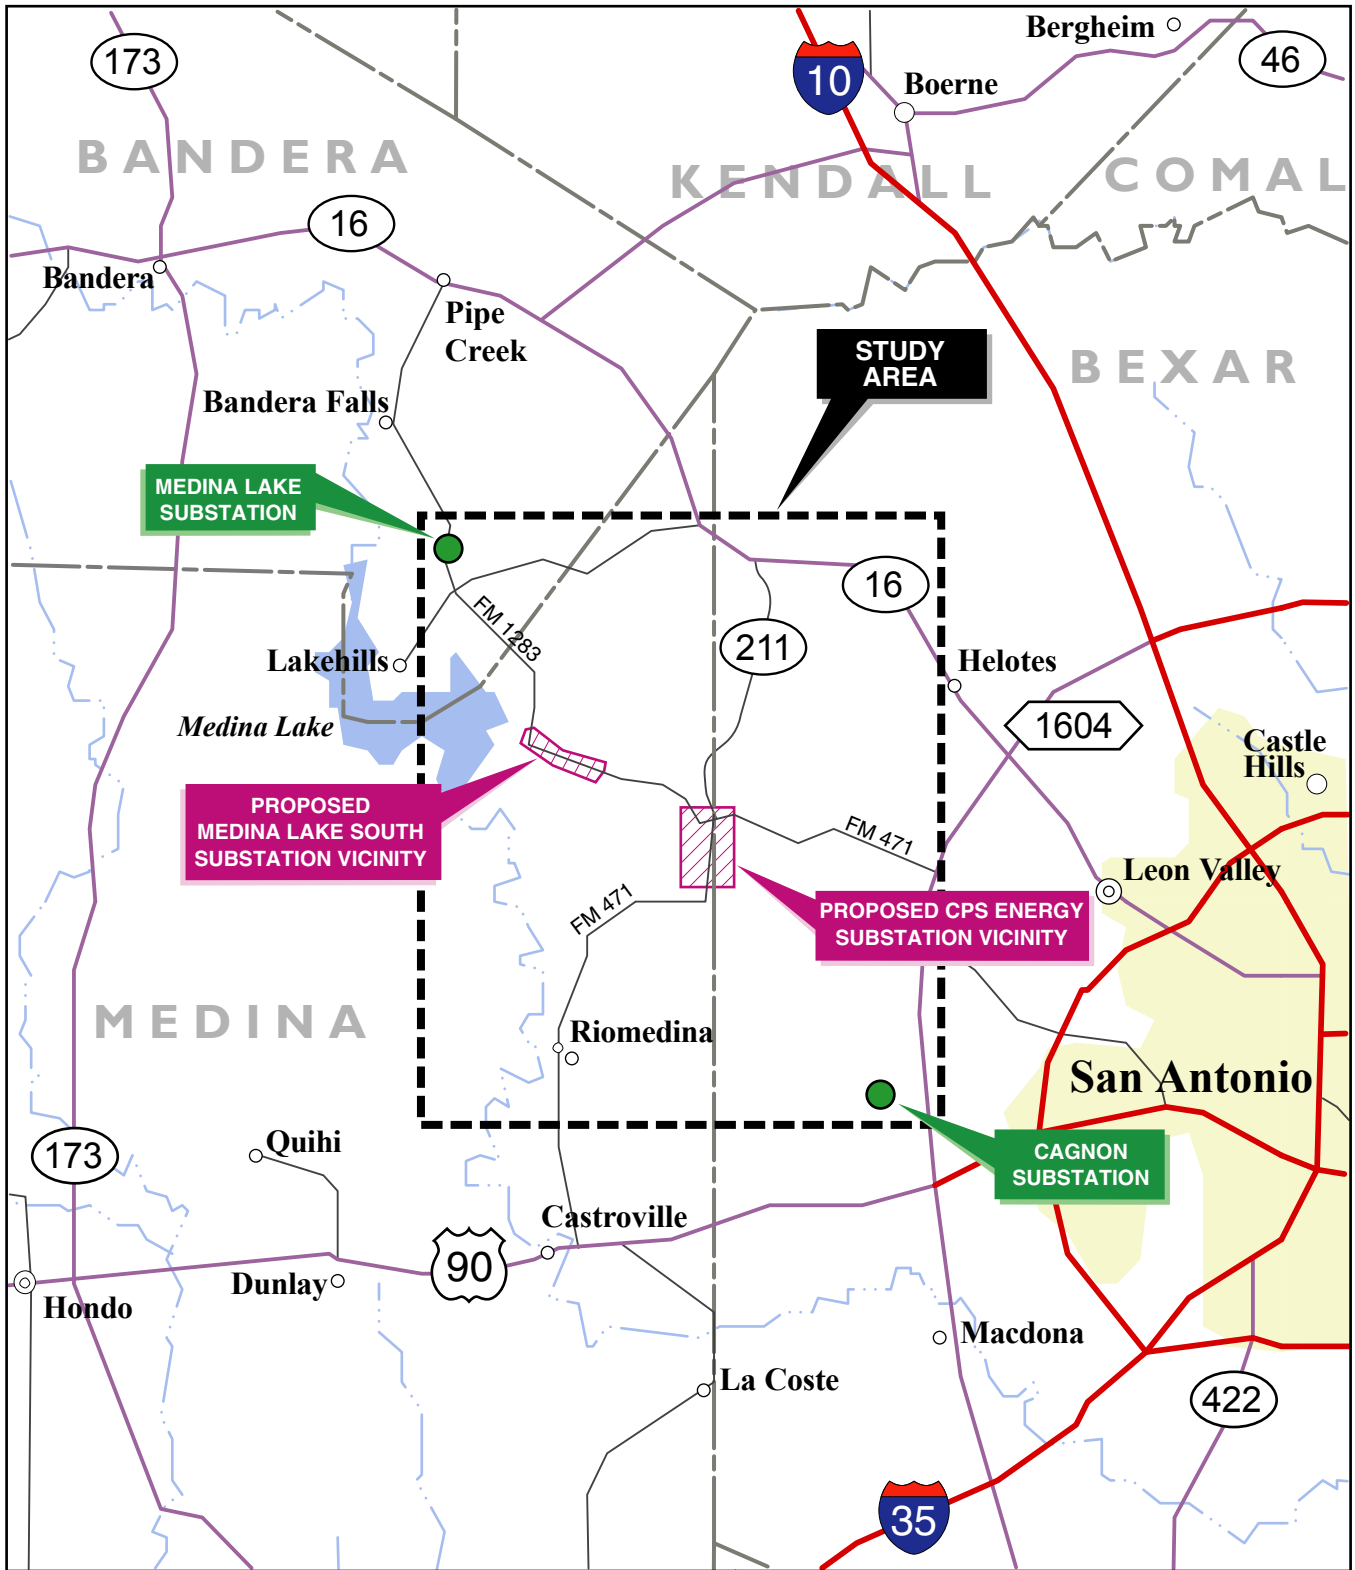 Bergheim
173
46
10
Boerne
BANDERA
KENDALL
COMAL
16
Bandera
Pipe
Creek
STUDY
AREA
BEXAR
Bandera Falls
MEDINA LAKE
SUBSTATION
16
FM 1283
211
Lakehills
Helotes
Medina Lake
1604
Castle
Hills
PROPOSED
MEDINA LAKE SOUTH
SUBSTATION VICINITY
FM 471
Leon Valley
FM 471
PROPOSED CPS ENERGY
SUBSTATION VICINITY
MEDINA
Riomedina
San Antonio
Quihi
173
CAGNON
SUBSTATION
Castroville
90
Dunlay
Hondo
Macdona
La Coste
422
35